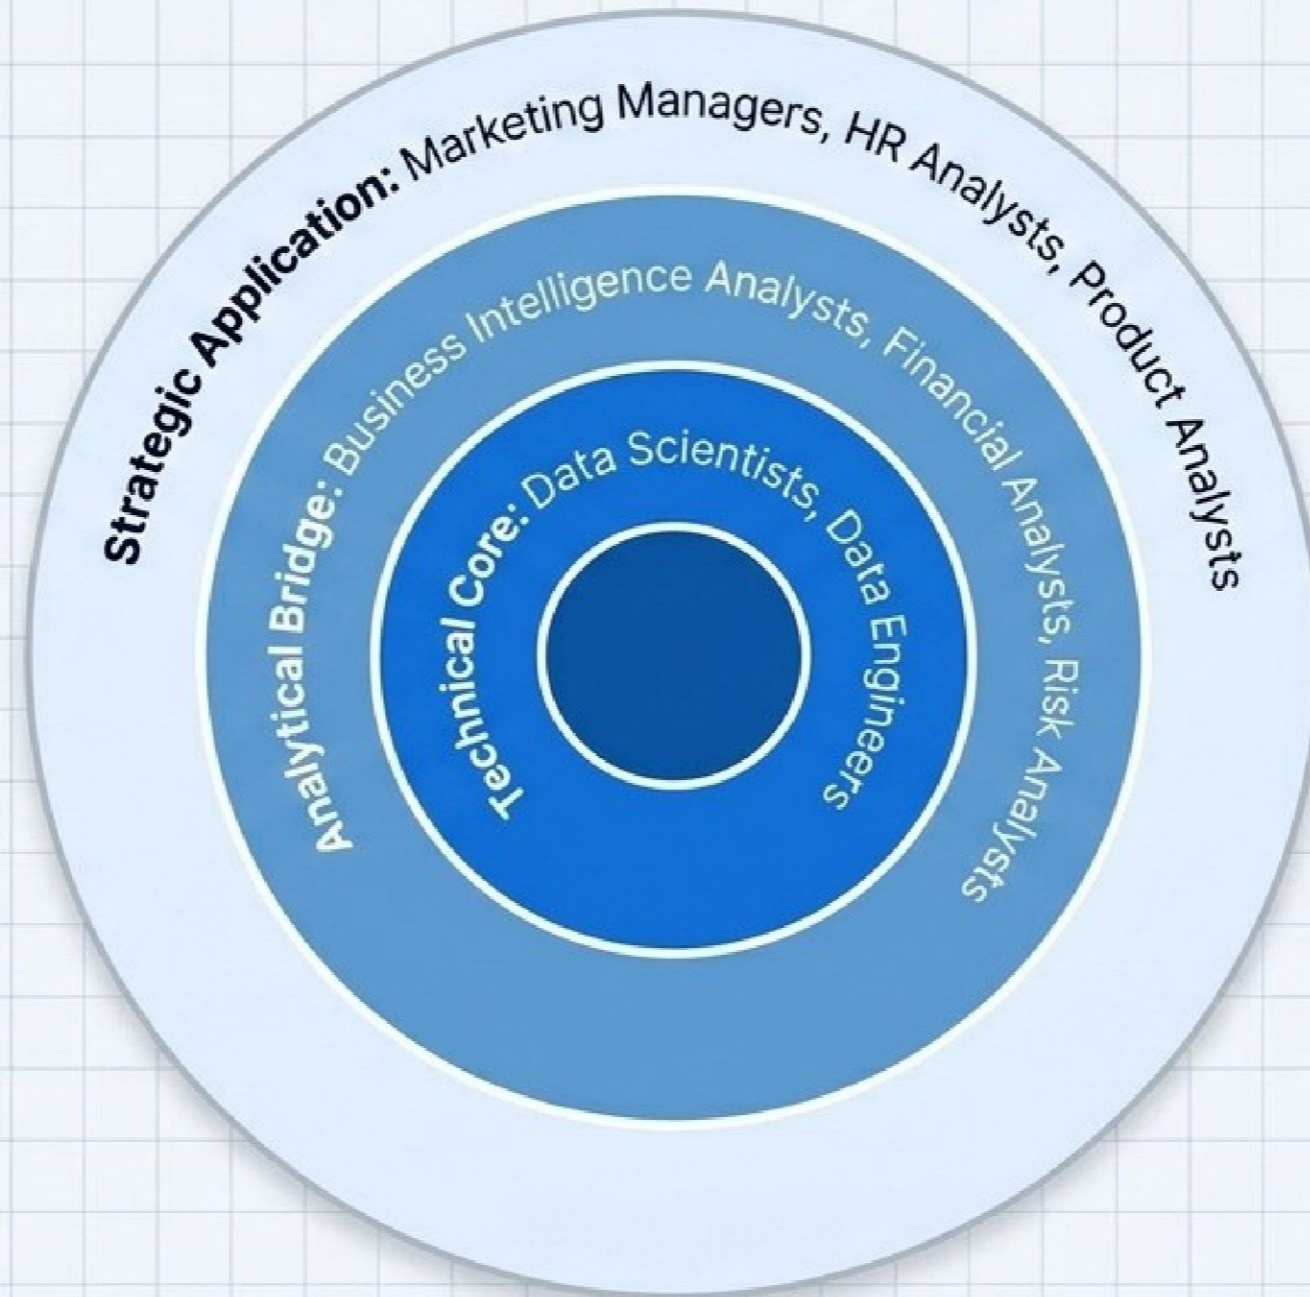 Strategic Application: Marketing Managers, HR Analysts, Product Analysts
Analytical Bridge: Business Intelligence Analysts, Financial Analysts, Risk Analysts
Technical Core: Data Scientists, Data Engineers